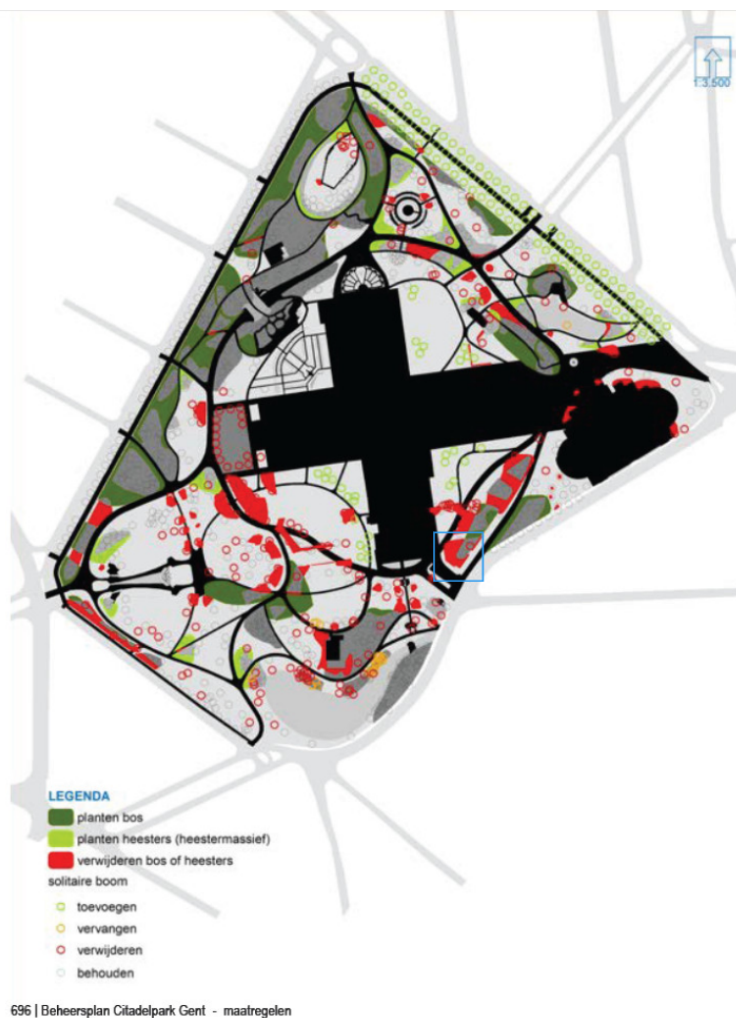 1:3.500
LEGENDA
planten bos
planten heesters (heestermassief)
verwijderen bos of heesters
solitaire boom
toevoegen
vervangen
verwijderen
behouden
696 | Beheersplan Citadelpark Gent - maatregelen